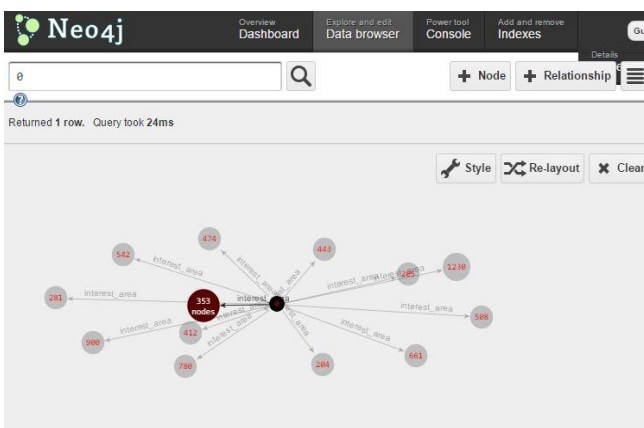 Neo4j
Overview
Dashboard
Explore and edit
Data browser
Power tool
Console
Add and remove
Indexes
Gu
Details
0
+ Node
+ Relationship
Returned 1 row. Query took 24ms
Style
Re-layout
Clear
474
443
542
interest_area
1230
281
interest_area
353
nodes
interest_area
0
interest_area
508
412
900
interest_area
interest_area
661
780
204